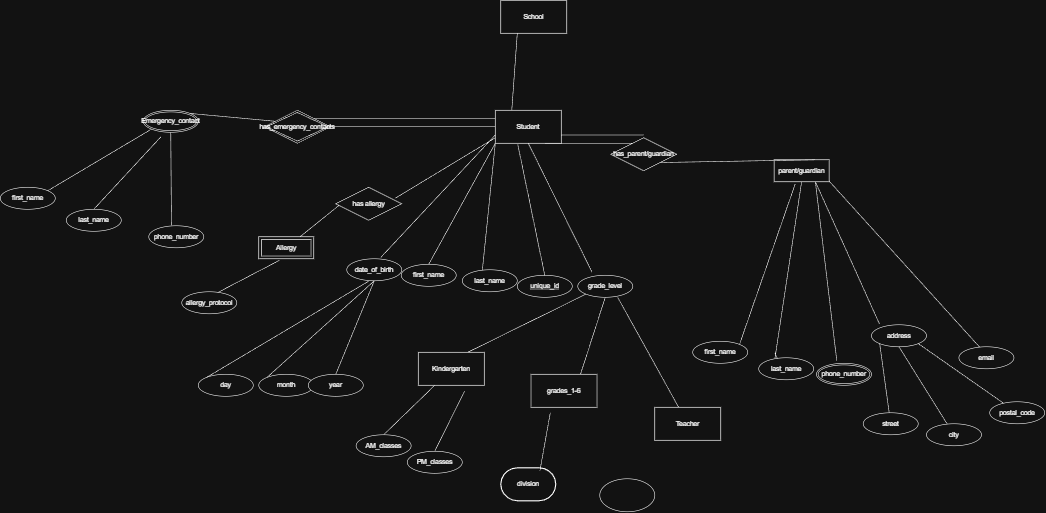 School
Emergency_contact
has_emergency_contacts
Student
has_parent/guardian
parent/guardian
first_name
last_name
phone_number
has allergy
Allergy
allergy_protocol
date_of_birth
first_name
last_name
unique_id
grade_level
day
month
year
Kindergarten
grades_1-6
Teacher
AM_classes
PM_classes
division
first_name
last_name
phone_number
address
email
street
city
postal_code